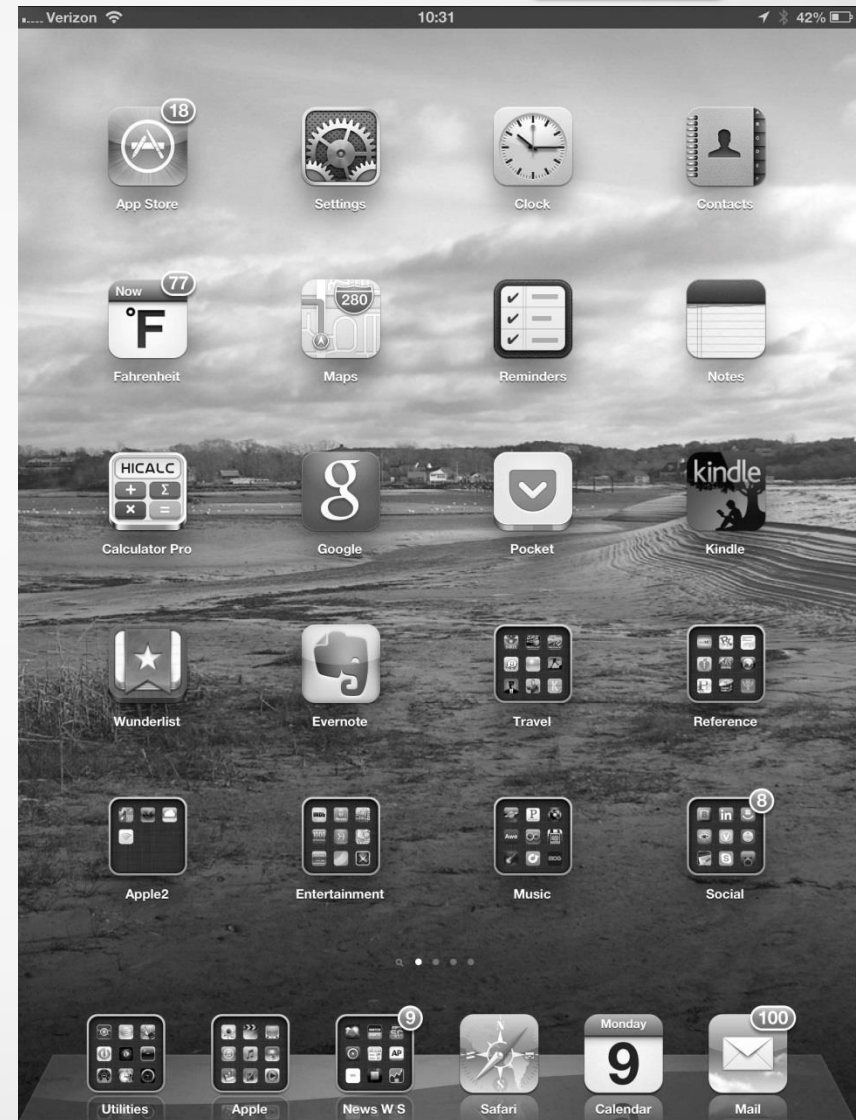 Verizon 10:31 42%
18
App Store Settings Clock Contacts
Now 77
280
°F
Fahrenheit Maps Reminders Notes
HICALC
+ Σ
× =
g
kindle
Calculator Pro Google Pocket Kindle
Wunderlist Evernote Travel Reference
8
in
P
Apple2 Entertainment Music Social
9
100
Monday
9
AP
Utilities Apple News W S Safari Calendar Mail